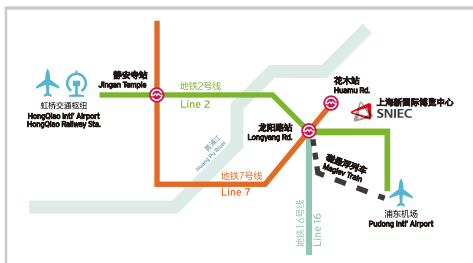 静安寺站
Jingan Temple
虹桥交通枢纽
HongQiao Intl' Airport
HongQiao Railway Sta.
地铁2号线
Line 2
花木站
Huamu Rd.
上海新国际博览中心
SNIEC
龙阳路站
Longyang Rd.
黄浦江
Huang Pu River
磁悬浮列车
Maglev Train
地铁7号线
Line 7
地铁16号线
Line 16
浦东机场
Pudong Intl' Airport